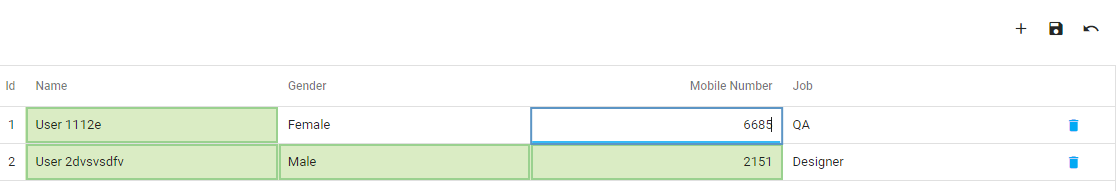 Id Name Gender Mobile Number Job
1 User 1112e Female 6685 QA
2 User 2dvsvsdfv Male 2151 Designer